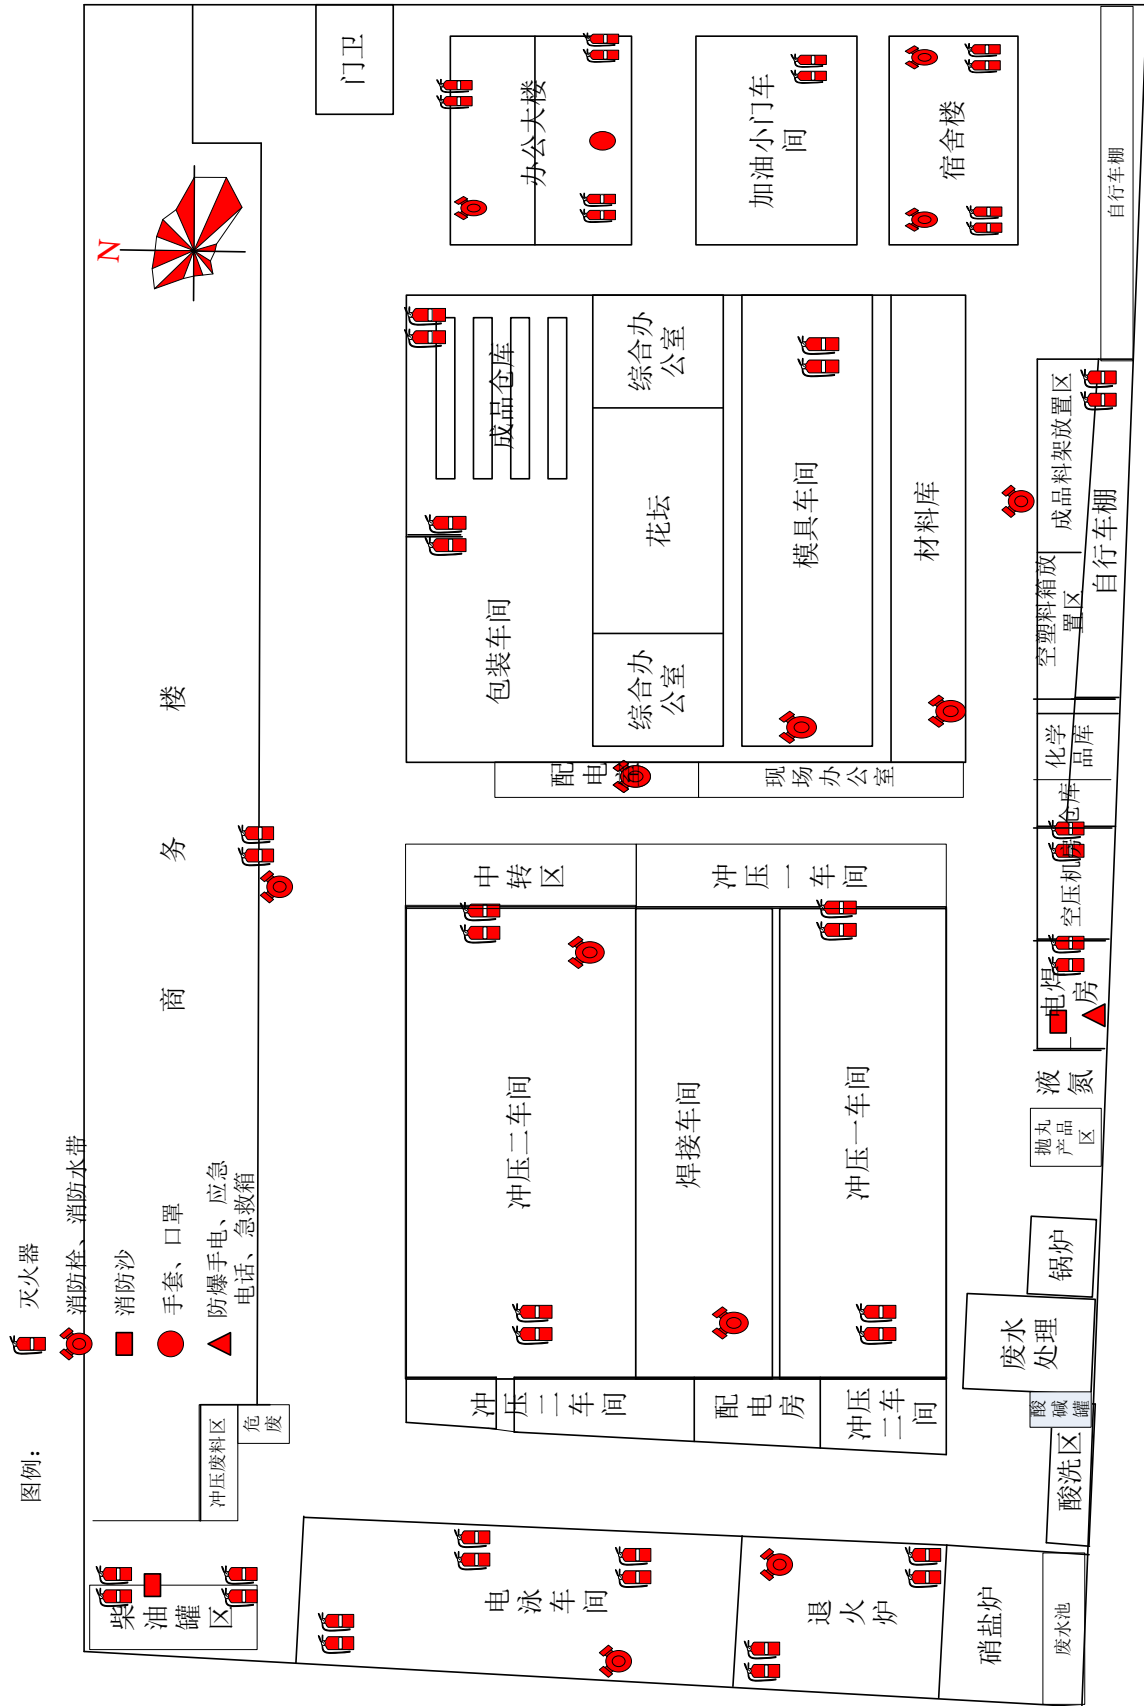 图例：
灭火器
消防栓、消防水带
消防沙
手套、口罩
防爆手电、应急
电话、急救箱
N
商务楼
门卫
柴油
罐区
冲压废料区
危
废
电
泳车间
退
火
炉
硝盐炉
废水池
冲
压二车间
配
电
房
冲压
二车
间
冲压二车间
焊接车间
冲压一车间
中
转
区
冲
压
一
车
间
配
电
现
场
办
公
室
包装车间
成品仓库
综合办
公室
花坛
综合办
公室
模具车间
材料库
办公大楼
加油小门车
间
宿舍楼
酸洗区
酸
碱
罐
废水
处理
锅炉
抛丸
产品
区
液
氮
电焊
房
空压机房
仓库
化学
品库
空塑料箱放
置区
成品料架放置区
自行车棚
自行车棚